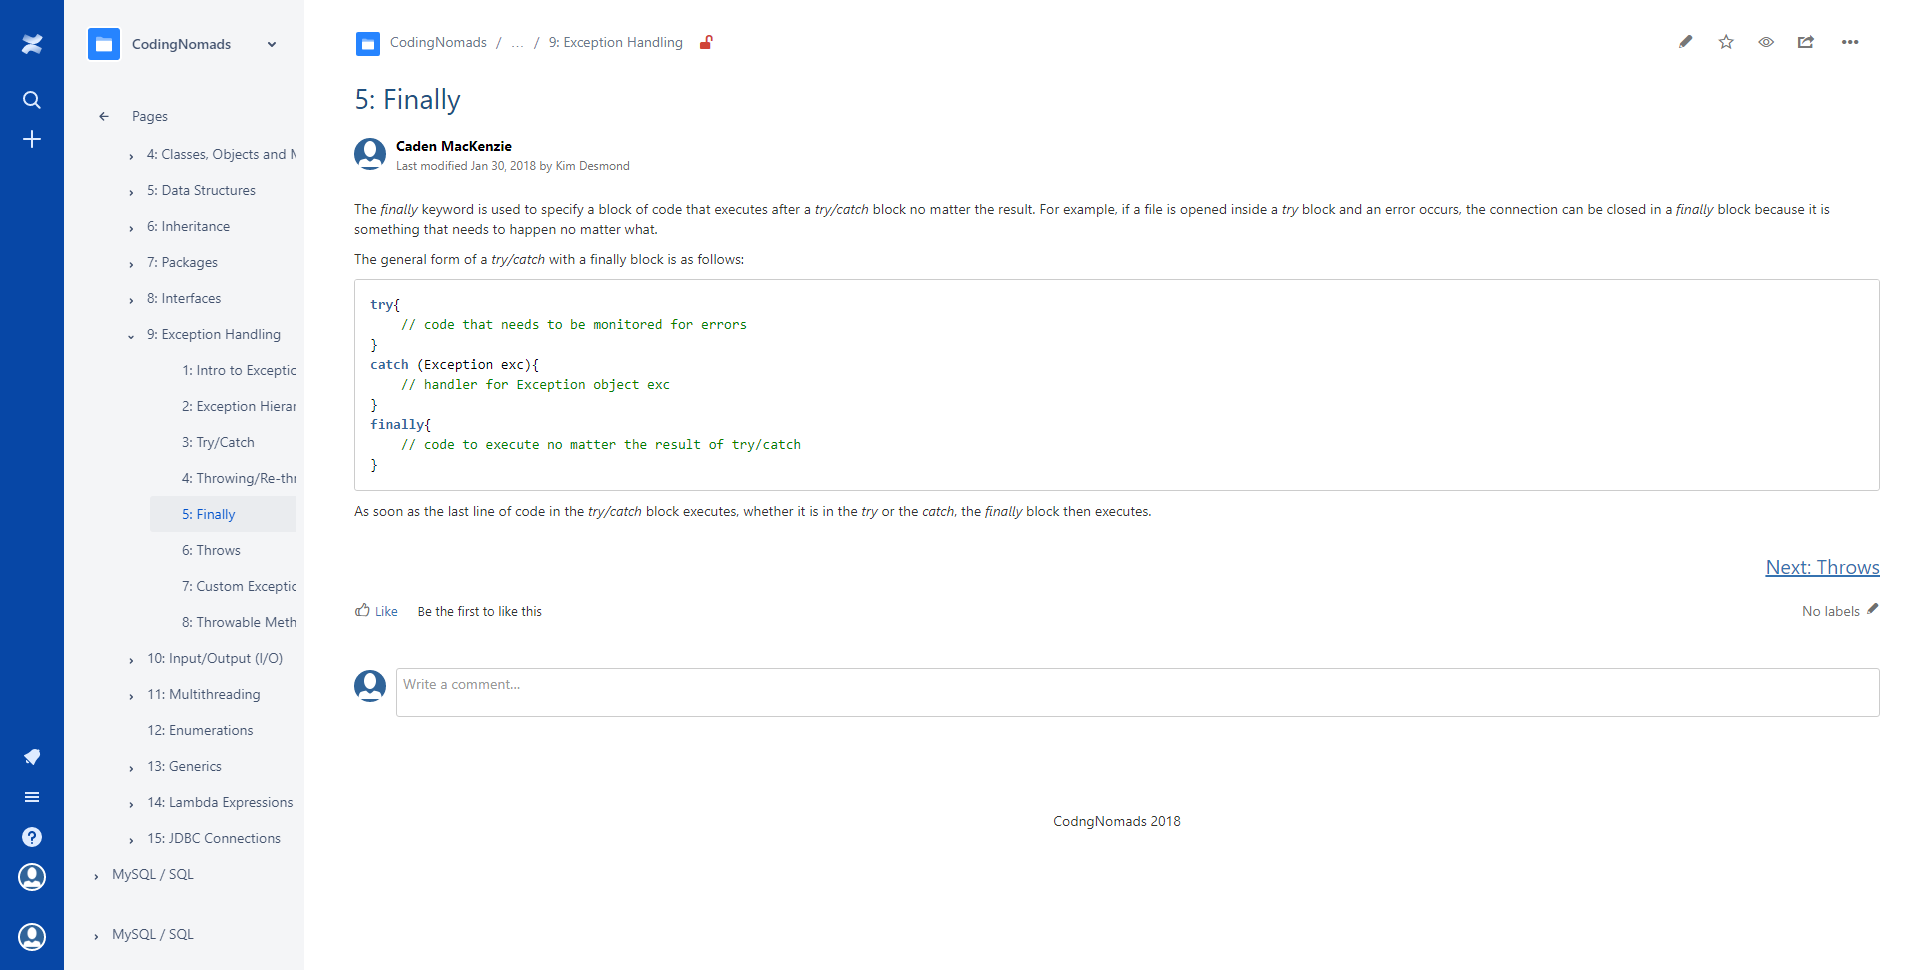 CodingNomads
Pages
4: Classes, Objects and M
5: Data Structures
6: Inheritance
7: Packages
8: Interfaces
9: Exception Handling
1: Intro to Exceptio
2: Exception Hierar
3: Try/Catch
4: Throwing/Re-thr
5: Finally
6: Throws
7: Custom Exceptio
8: Throwable Meth
10: Input/Output (I/O)
11: Multithreading
12: Enumerations
13: Generics
14: Lambda Expressions
15: JDBC Connections
MySQL / SQL
MySQL / SQL
CodingNomads / ... / 9: Exception Handling
5: Finally
Caden MacKenzie
Last modified Jan 30, 2018 by Kim Desmond
The finally keyword is used to specify a block of code that executes after a try/catch block no matter the result. For example, if a file is opened inside a try block and an error occurs, the connection can be closed in a finally block because it is
something that needs to happen no matter what.
The general form of a try/catch with a finally block is as follows:
try{
    // code that needs to be monitored for errors
}
catch (Exception exc){
    // handler for Exception object exc
}
finally{
    // code to execute no matter the result of try/catch
}
As soon as the last line of code in the try/catch block executes, whether it is in the try or the catch, the finally block then executes.
Next: Throws
Like Be the first to like this
No labels
Write a comment...
CodngNomads 2018